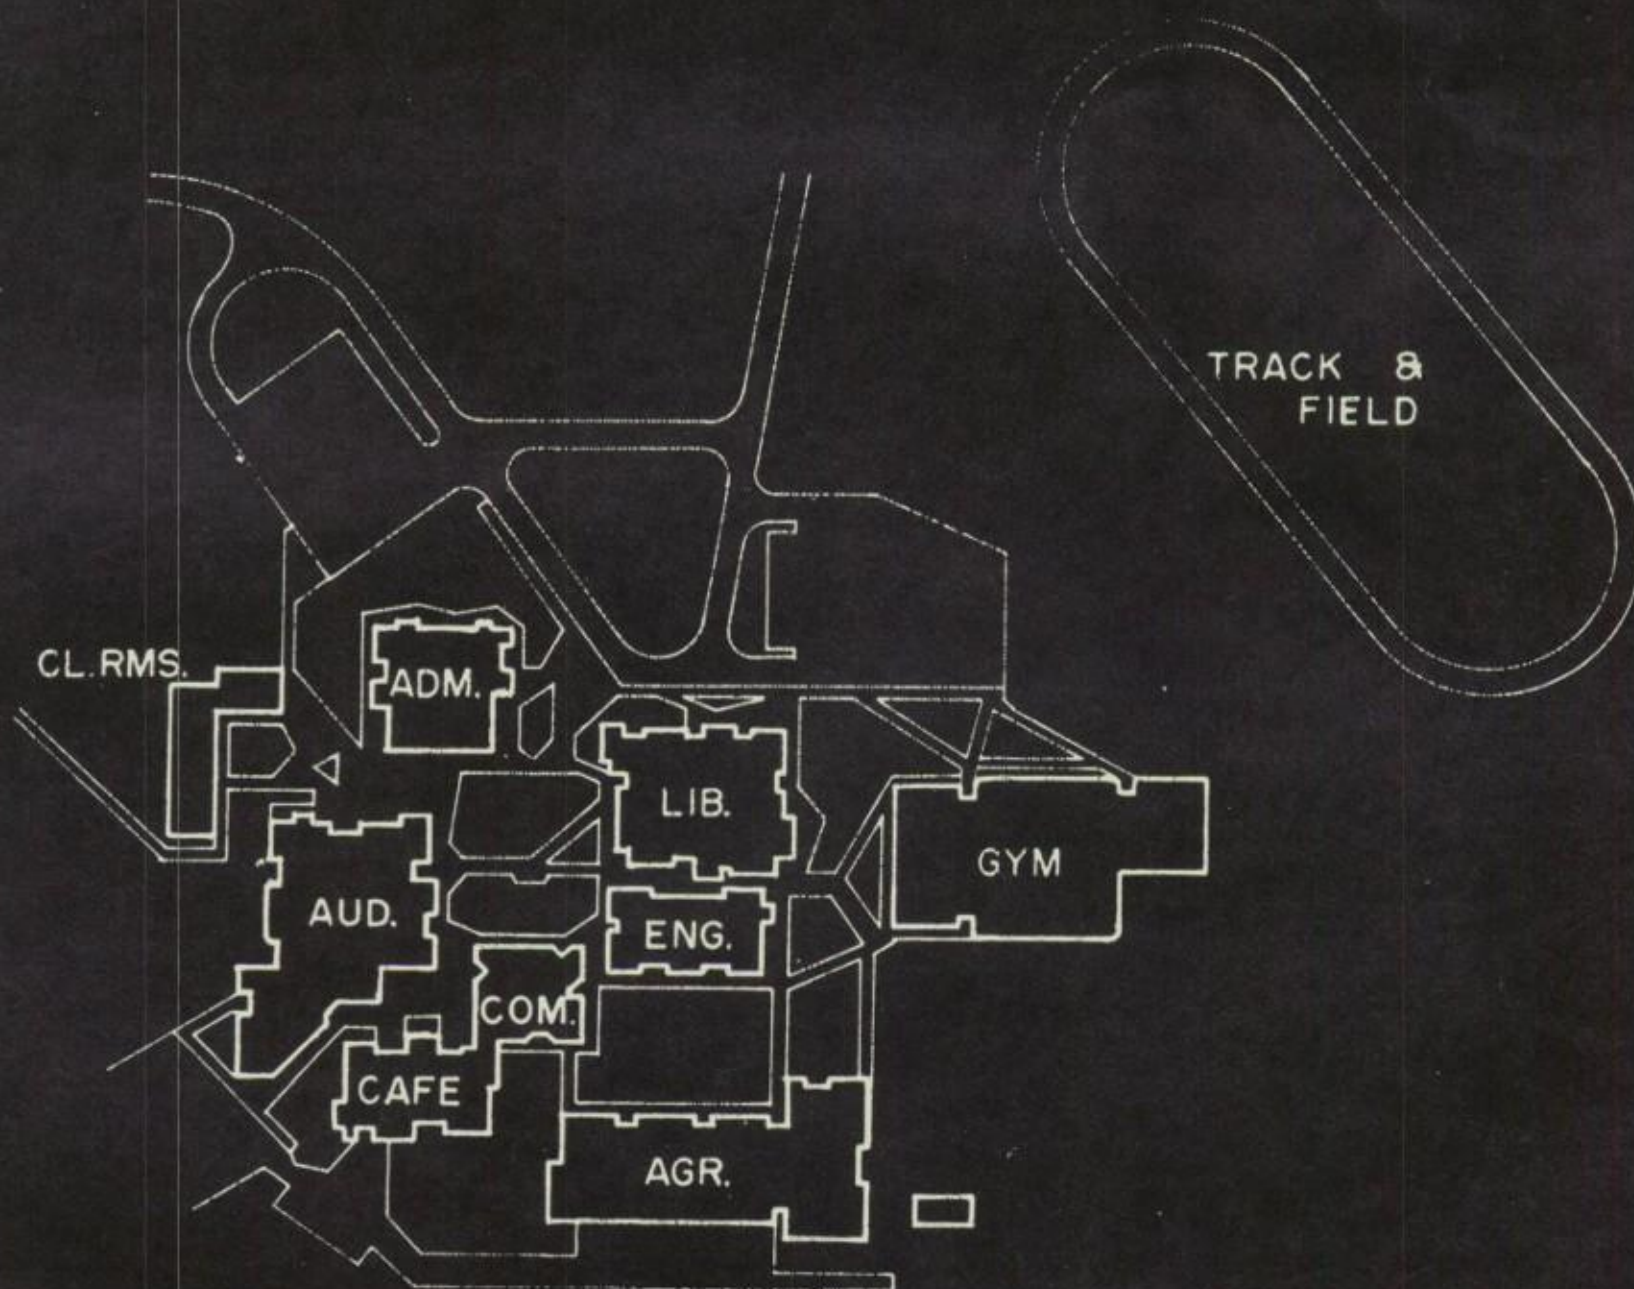 TRACK &
FIELD
CL. RMS.
ADM.
LIB.
GYM
AUD.
ENG.
COM.
CAFE
AGR.